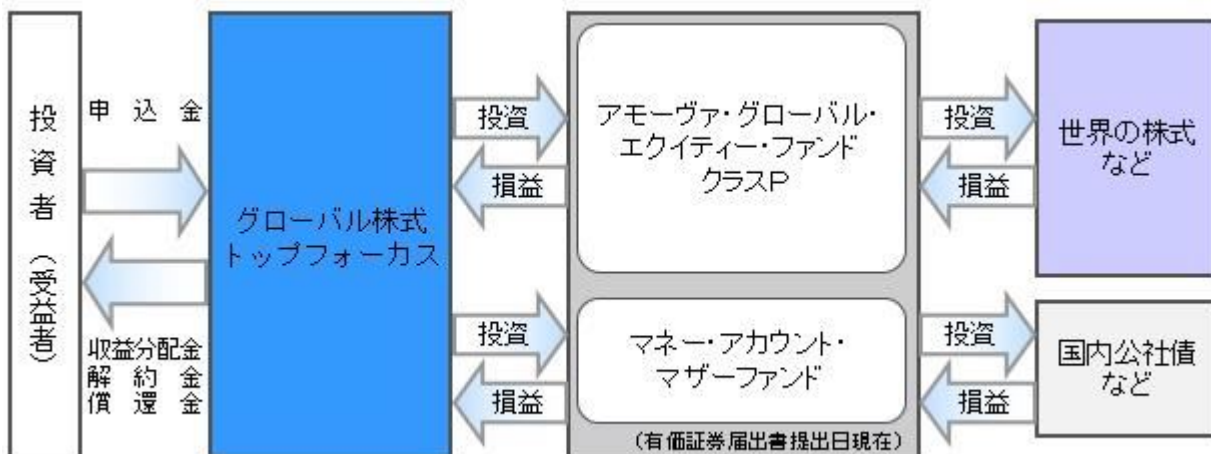 投資者（受益者）
申込金
収益分配金
解約金
償還金
グローバル株式
トップフォーカス
投資
損益
投資
損益
アモーヴァ・グローバル・
エクイティー・ファンド
クラスP
マネー・アカウント・
マザーファンド
（有価証券届出書提出日現在）
投資
損益
投資
損益
世界の株式
など
国内公社債
など